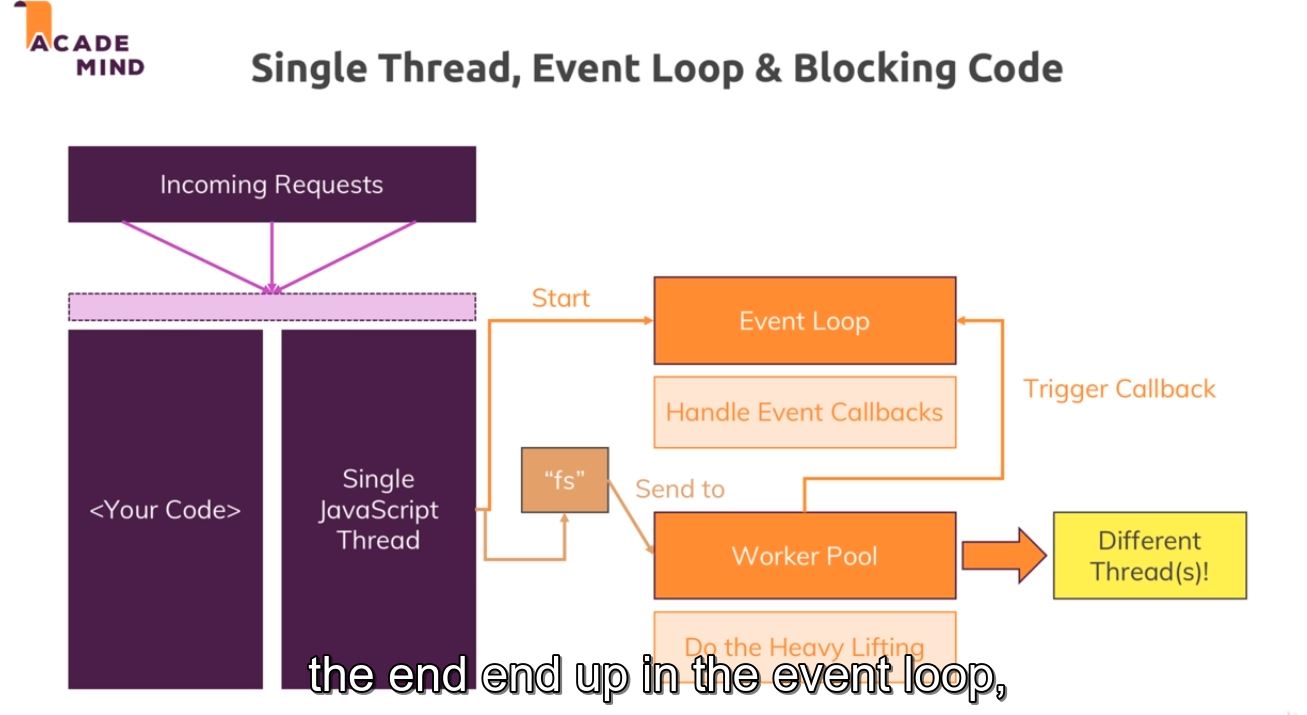 ACADE
MIND
Single Thread, Event Loop & Blocking Code
Incoming Requests
Start
Event Loop
Trigger Callback
Handle Event Callbacks
<Your Code>
Single
JavaScript
Thread
“fs”
Send to
Worker Pool
Different
Thread(s)!
Do the Heavy Lifting
the end end up in the event loop,